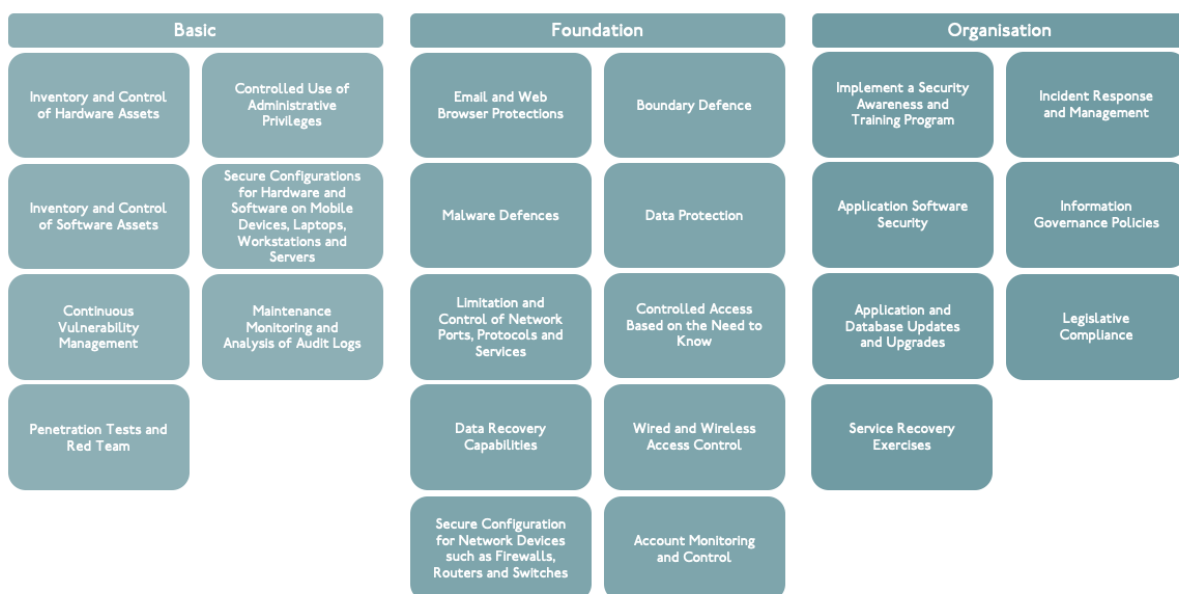 Basic
Inventory and Control
of Hardware Assets
Controlled Use of
Administrative
Privileges
Inventory and Control
of Software Assets
Secure Configurations
for Hardware and
Software on Mobile
Devices, Laptops,
Workstations and
Servers
Continuous
Vulnerability
Management
Maintenance
Monitoring and
Analysis of Audit Logs
Penetration Tests and
Red Team
Foundation
Email and Web
Browser Protections
Boundary Defence
Malware Defences
Data Protection
Limitation and
Control of Network
Ports, Protocols and
Services
Controlled Access
Based on the Need to
Know
Data Recovery
Capabilities
Wired and Wireless
Access Control
Secure Configuration
for Network Devices
such as Firewalls,
Routers and Switches
Account Monitoring
and Control
Organisation
Implement a Security
Awareness and
Training Program
Incident Response
and Management
Application Software
Security
Information
Governance Policies
Application and
Database Updates
and Upgrades
Legislative
Compliance
Service Recovery
Exercises